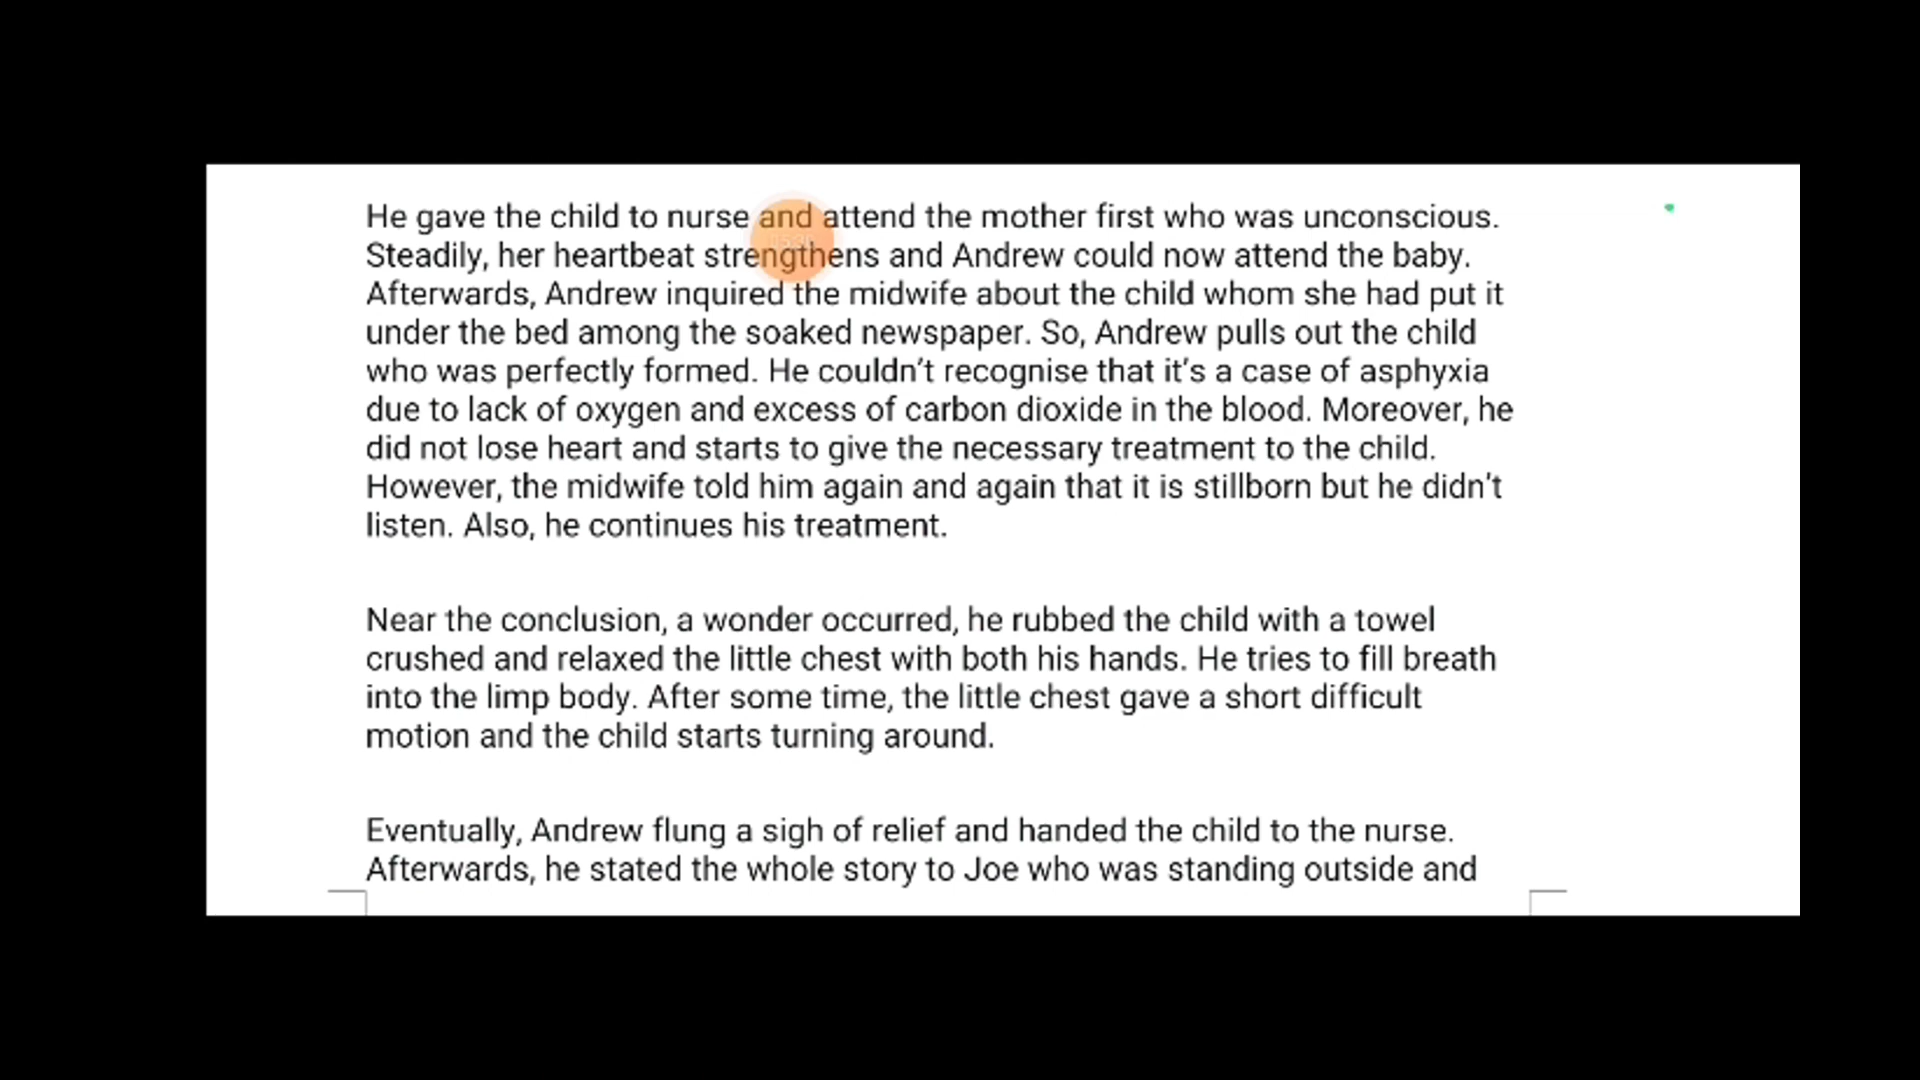 He gave the child to nurse and attend the mother first who was unconscious.
Steadily, her heartbeat strengthens and Andrew could now attend the baby.
Afterwards, Andrew inquired the midwife about the child whom she had put it
under the bed among the soaked newspaper. So, Andrew pulls out the child
who was perfectly formed. He couldn’t recognise that it’s a case of asphyxia
due to lack of oxygen and excess of carbon dioxide in the blood. Moreover, he
did not lose heart and starts to give the necessary treatment to the child.
However, the midwife told him again and again that it is stillborn but he didn’t
listen. Also, he continues his treatment.
Near the conclusion, a wonder occurred, he rubbed the child with a towel
crushed and relaxed the little chest with both his hands. He tries to fill breath
into the limp body. After some time, the little chest gave a short difficult
motion and the child starts turning around.
Eventually, Andrew flung a sigh of relief and handed the child to the nurse.
Afterwards, he stated the whole story to Joe who was standing outside and